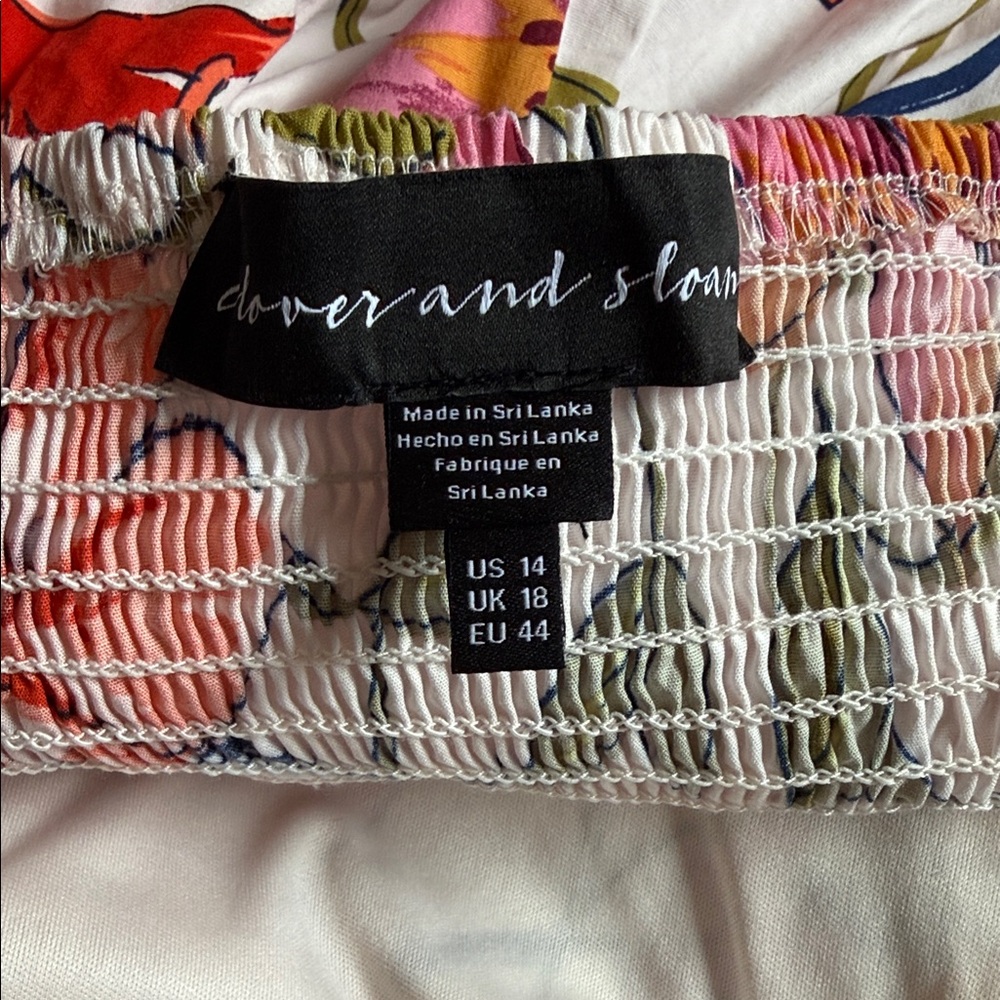 clover and sloan
Made in Sri Lanka
Hecho en Sri Lanka
Fabrique en
Sri Lanka
US 14
UK 18
EU 44